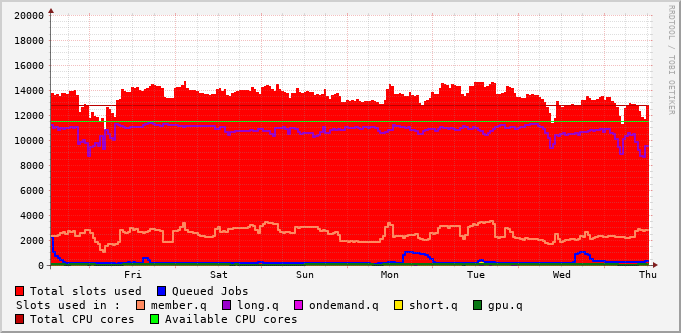 20000
18000
16000
14000
12000
10000
8000
6000
4000
2000
0
Fri Sat Sun Mon Tue Wed Thu
RRDTOOL / TOBI OETIKER
Total slots used Queued Jobs
Slots used in : member.q long.q ondemand.q short.q gpu.q
Total CPU cores Available CPU cores